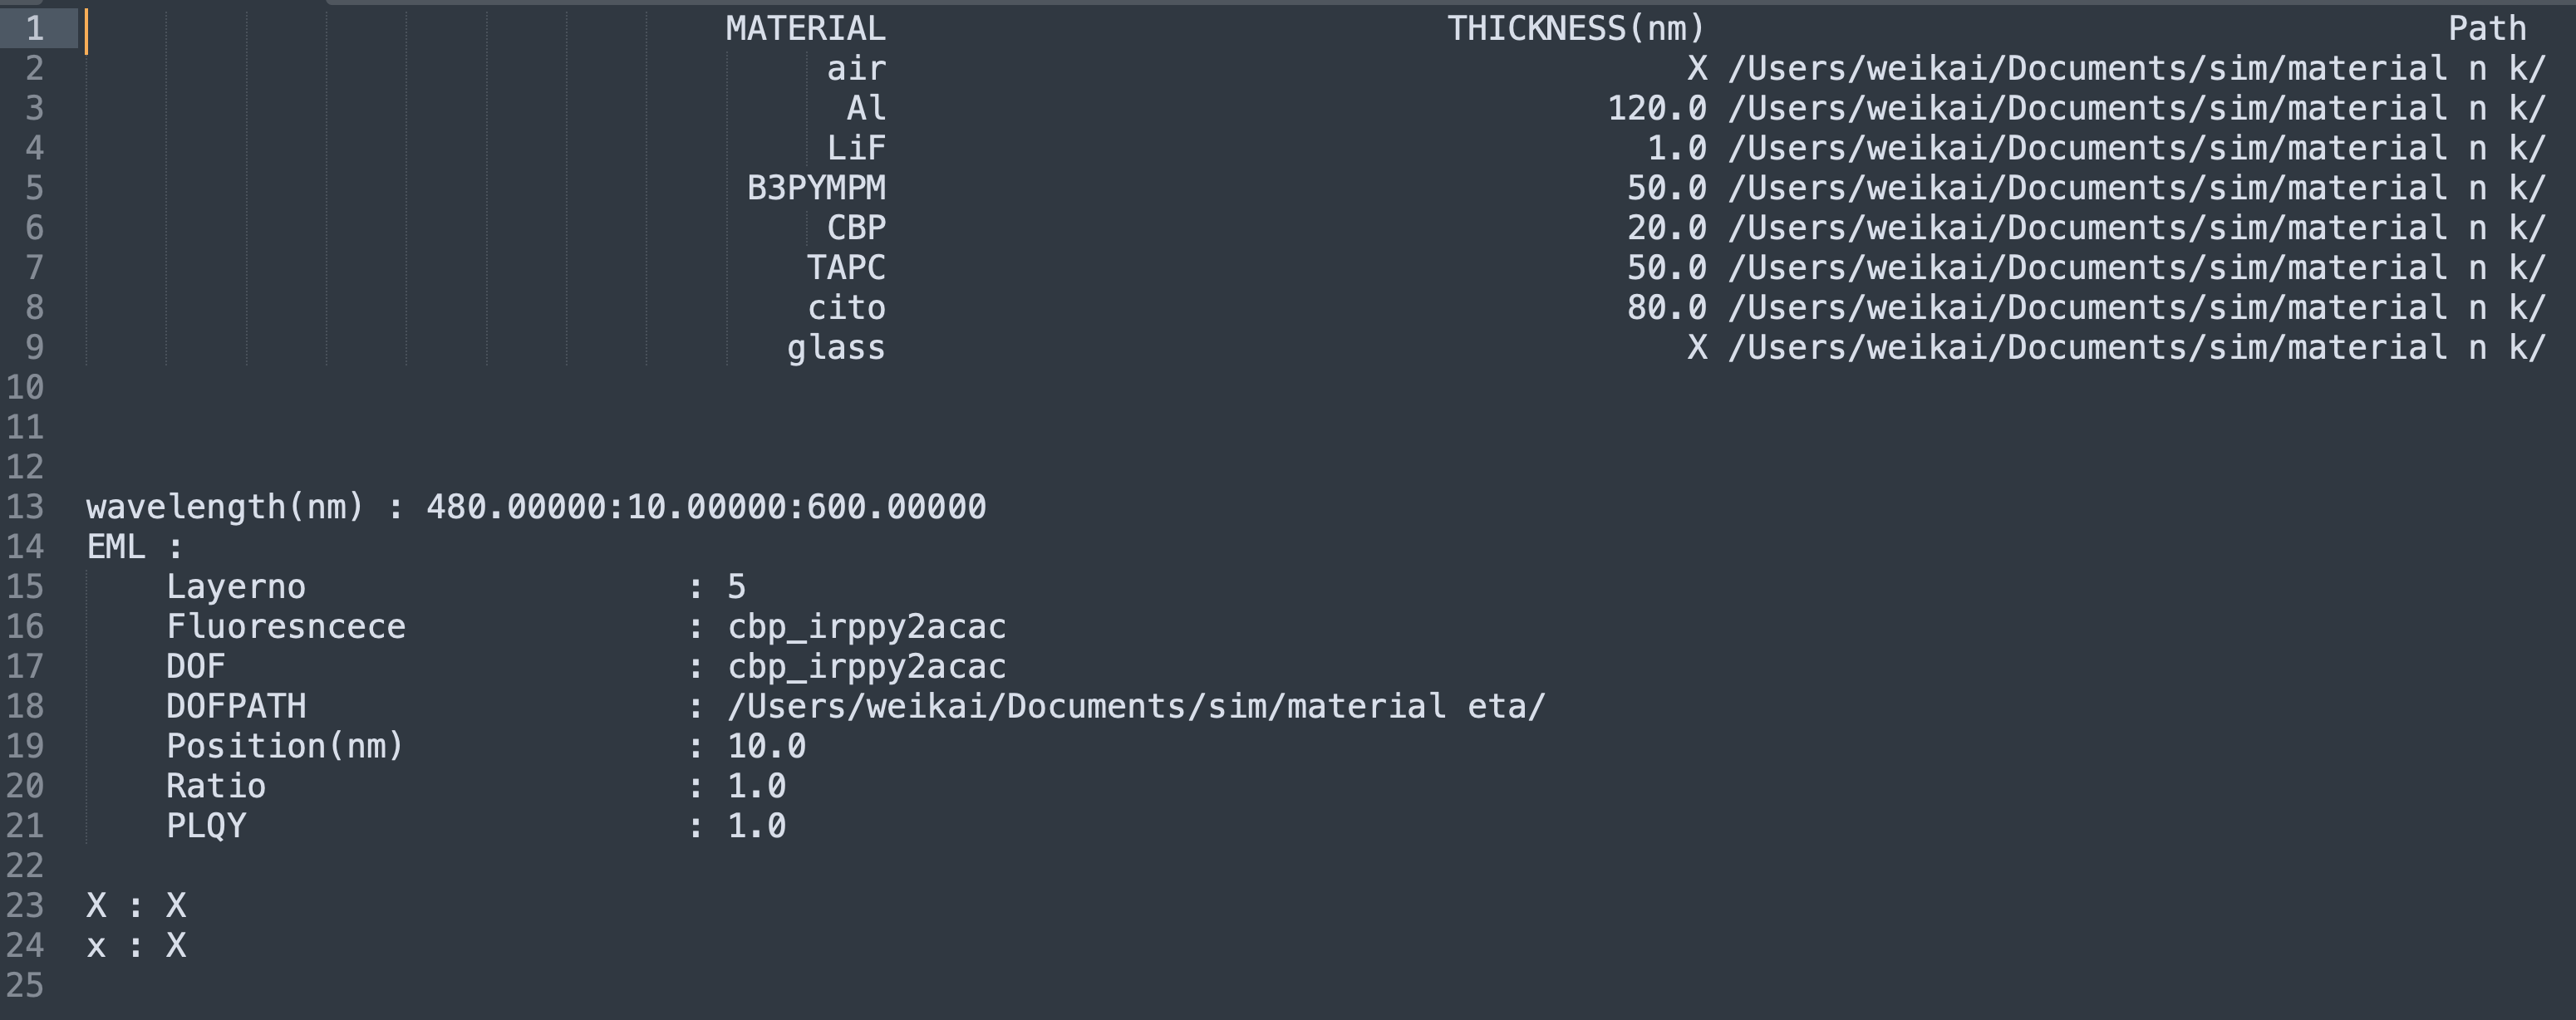 1 MATERIAL THICKNESS(nm) Path
2 air X /Users/weikai/Documents/sim/material n k/
3 Al 120.0 /Users/weikai/Documents/sim/material n k/
4 LiF 1.0 /Users/weikai/Documents/sim/material n k/
5 B3PYMPM 50.0 /Users/weikai/Documents/sim/material n k/
6 CBP 20.0 /Users/weikai/Documents/sim/material n k/
7 TAPC 50.0 /Users/weikai/Documents/sim/material n k/
8 cito 80.0 /Users/weikai/Documents/sim/material n k/
9 glass X /Users/weikai/Documents/sim/material n k/
10
11
12
13 wavelength(nm) : 480.00000:10.00000:600.00000
14 EML :
15 Layerno : 5
16 Fluoresncece : cbp_irppy2acac
17 DOF : cbp_irppy2acac
18 DOFPATH : /Users/weikai/Documents/sim/material eta/
19 Position(nm) : 10.0
20 Ratio : 1.0
21 PLQY : 1.0
22
23 X : X
24 x : X
25